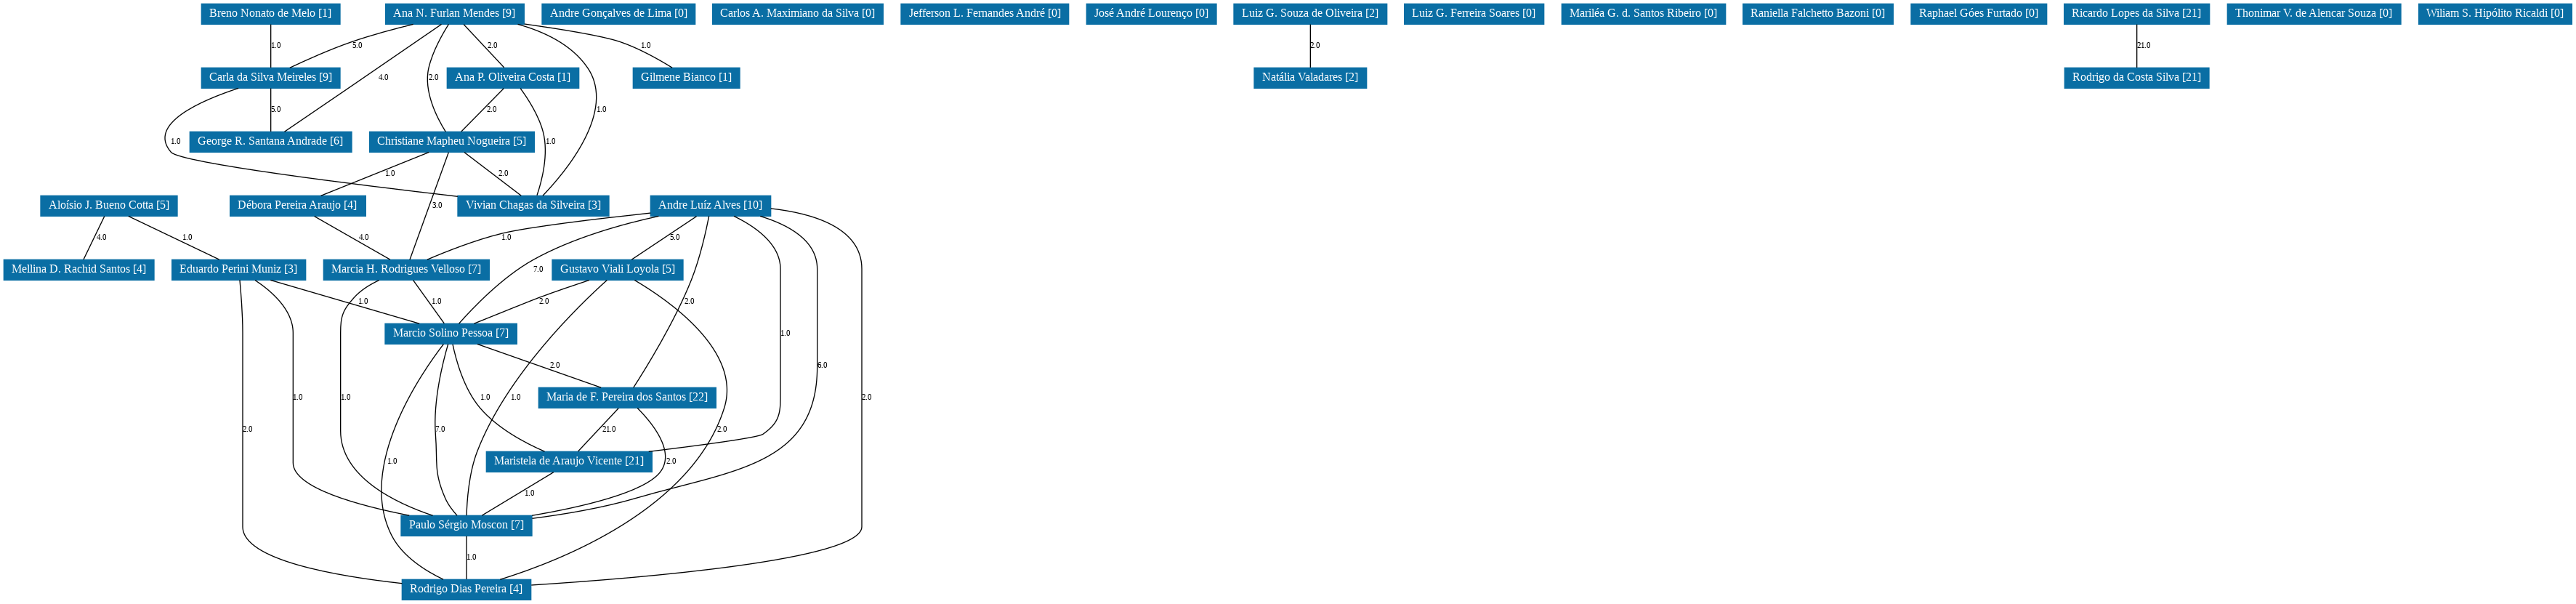 Breno Nonato de Melo [1]
Ana N. Furlan Mendes [9]
Andre Gonçalves de Lima [0]
Carlos A. Maximiano da Silva [0]
Jefferson L. Fernandes André [0]
José André Lourenço [0]
Luiz G. Souza de Oliveira [2]
Luiz G. Ferreira Soares [0]
Mariléa G. d. Santos Ribeiro [0]
Raniella Falchetto Bazoni [0]
Raphael Góes Furtado [0]
Ricardo Lopes da Silva [21]
Thonimar V. de Alencar Souza [0]
Wiliam S. Hipólito Ricaldi [0]
1.0
5.0
2.0
1.0
2.0
21.0
Carla da Silva Meireles [9]
4.0
2.0
Ana P. Oliveira Costa [1]
Gilmene Bianco [1]
Natália Valadares [2]
Rodrigo da Costa Silva [21]
5.0
2.0
1.0
1.0
George R. Santana Andrade [6]
Christiane Mapheu Nogueira [5]
1.0
1.0
2.0
Aloísio J. Bueno Cotta [5]
Débora Pereira Araujo [4]
3.0
Vivian Chagas da Silveira [3]
Andre Luíz Alves [10]
4.0
1.0
4.0
1.0
5.0
Mellina D. Rachid Santos [4]
Eduardo Perini Muniz [3]
Marcia H. Rodrigues Velloso [7]
7.0
Gustavo Viali Loyola [5]
1.0
1.0
2.0
2.0
Marcio Solino Pessoa [7]
1.0
2.0
6.0
1.0
1.0
1.0
1.0
Maria de F. Pereira dos Santos [22]
2.0
2.0
7.0
21.0
2.0
1.0
Maristela de Araujo Vicente [21]
2.0
1.0
Paulo Sérgio Moscon [7]
1.0
Rodrigo Dias Pereira [4]